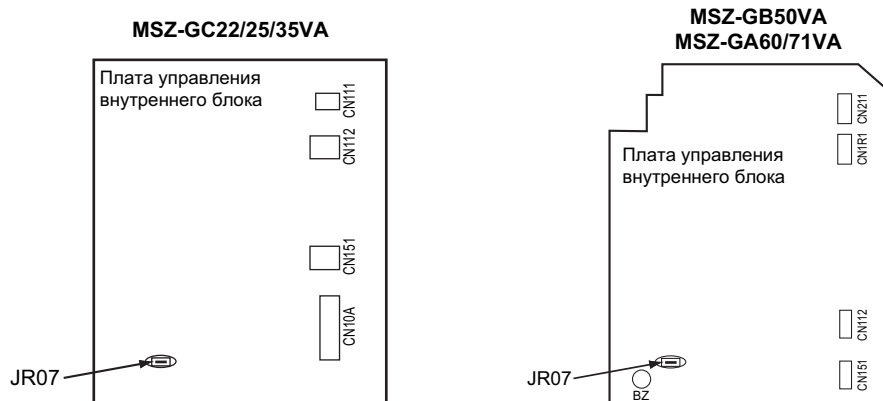 MSZ-GC22/25/35VA
Плата управления
внутреннего блока
CN111
CN112
CN151
CN10A
JR07
MSZ-GB50VA
MSZ-GA60/71VA
Плата управления
внутреннего блока
CN211
CN1R1
CN112
CN151
JR07
BZ